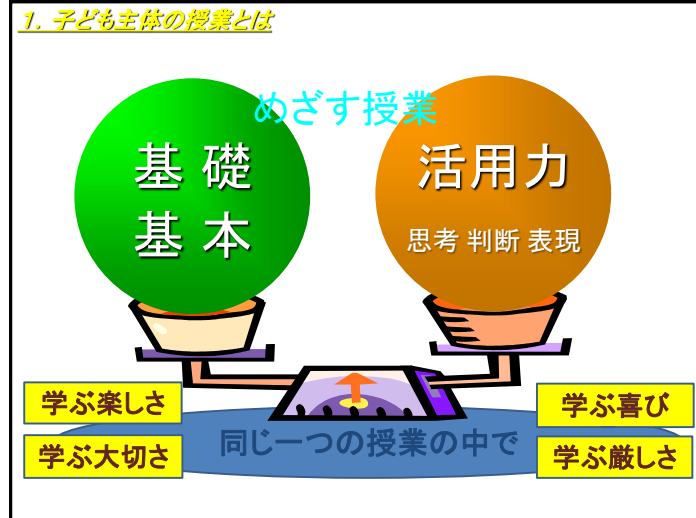 1. 子ども主体の授業とは
めざす授業
基 礎
基 本
活用力
思考 判断 表現
学ぶ楽しさ
学ぶ大切さ
同じ一つの授業の中で
学ぶ喜び
学ぶ厳しさ